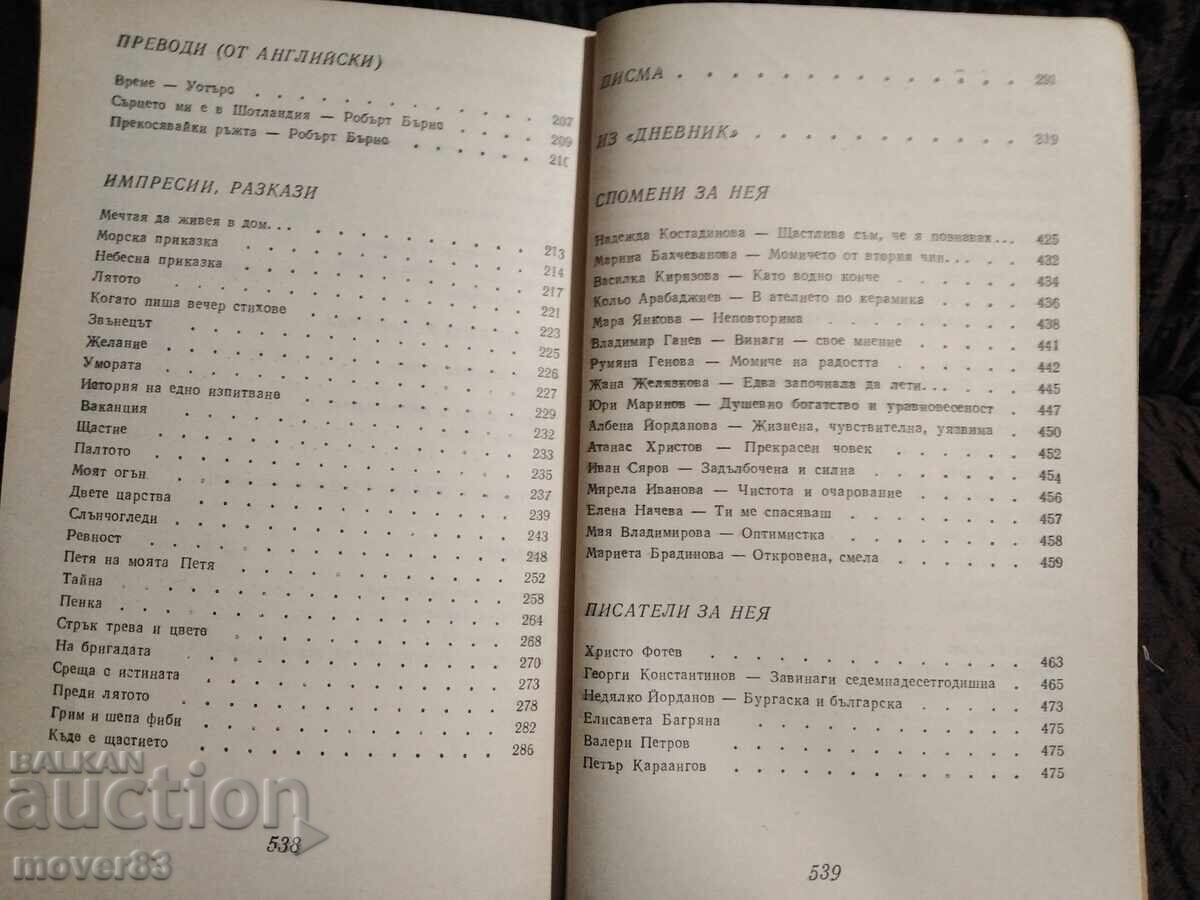 ПРЕВОДИ (ОТ АНГЛИЙСКИ)
Време — Уотърс . . . 207
Сърцето ми е в Шотландия — Робърт Бърнс . . . 209
Прекосявайки ръжта — Робърт Бърнс . . . 210
ИМПРЕСИИ, РАЗКАЗИ
Мечтая да живея в дом... . . . 213
Морска приказка . . . 214
Небесна приказка . . . 217
Лятото . . . 221
Когато пиша вечер стихове . . . 223
Звънецът . . . 225
Желание . . . 226
Умората . . . 227
История на едно изпитване . . . 229
Ваканция . . . 232
Щастие . . . 233
Палтото . . . 235
Моят огън . . . 237
Двете царства . . . 239
Слънчогледи . . . 243
Ревност . . . 248
Петя на моята Петя . . . 252
Тайна . . . 258
Пенка . . . 264
Стрък трева и цвете . . . 268
На бригадата . . . 270
Среща с истината . . . 273
Преди лятото . . . 278
Грим и шепа фиби . . . 282
Къде е щастието . . . 286
538
ПИСМА . . . 291
ИЗ «ДНЕВНИК» . . .
СПОМЕНИ ЗА НЕЯ
Надежда Костадинова — Щастлива съм, че я познавах... 425
Марина Бахчеванова — Момичето от втория чин... . 432
Василка Кирязова — Като водно конче . . . 434
Кольо Арабаджиев — В ателието по керамика . . . 436
Мара Янкова — Неповторима . . . 438
Владимир Ганев — Винаги — свое мнение . . . 441
Румяна Генова — Момиче на радостта . . . 442
Жана Желязкова — Едва започнала да лети... . . . 445
Юри Маринов — Душевно богатство и уравновесеност . 447
Албена Йорданова — Жизнена, чувствителна, уязвима . 450
Атанас Христов — Прекрасен човек . . . 452
Иван Сяров — Задълбочена и силна . . . 454
Мирела Иванова — Чистота и очарование . . . 456
Елена Начева — Ти ме спасяваш . . . 457
Мая Владимирова — Оптимистка . . . 458
Мариета Брадинова — Откровена, смела . . . 459
ПИСАТЕЛИ ЗА НЕЯ
Христо Фотев . . . 463
Георги Константинов — Завинаги седемнадесетгодишна . 465
Недялко Йорданов — Бургаска и българска . . . 473
Елисавета Багряна . . . 475
Валери Петров . . . 475
Петър Караангов . . . 475
539
BALKAN
auction
mover83